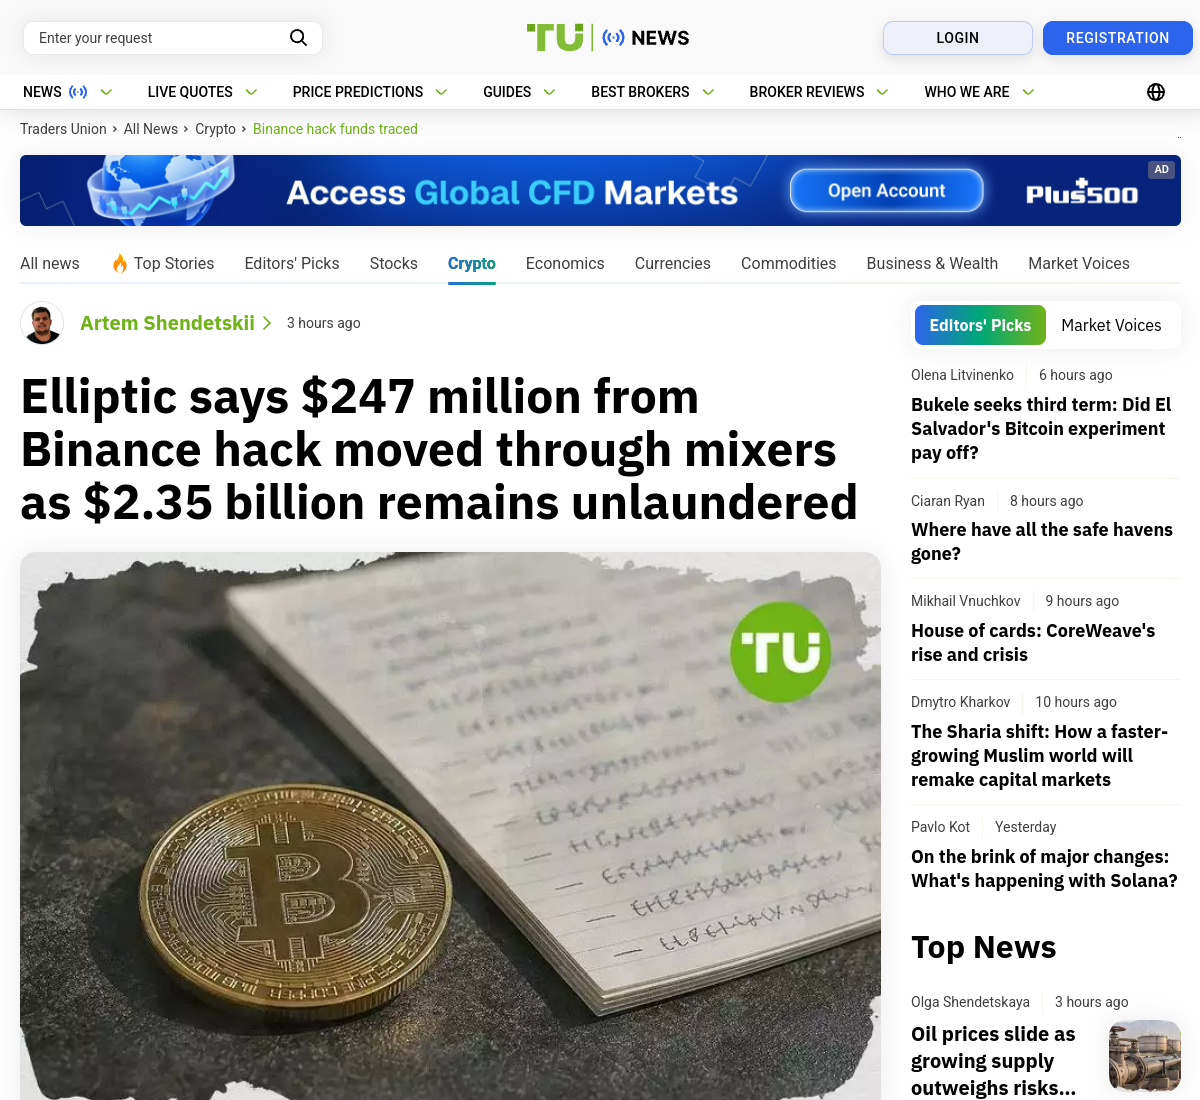 Enter your request
TU NEWS
LOGIN
REGISTRATION
NEWS
LIVE QUOTES
PRICE PREDICTIONS
GUIDES
BEST BROKERS
BROKER REVIEWS
WHO WE ARE
Traders Union > All News > Crypto > Binance hack funds traced
AD
Access Global CFD Markets
Open Account
Plus500
All news
Top Stories
Editors' Picks
Stocks
Crypto
Economics
Currencies
Commodities
Business & Wealth
Market Voices
Artem Shendetskii
3 hours ago
Elliptic says $247 million from
Binance hack moved through mixers
as $2.35 billion remains unlaundered
TU
Editors' Picks
Market Voices
Olena Litvinenko
6 hours ago
Bukele seeks third term: Did El
Salvador's Bitcoin experiment
pay off?
Ciaran Ryan
8 hours ago
Where have all the safe havens
gone?
Mikhail Vnuchkov
9 hours ago
House of cards: CoreWeave's
rise and crisis
Dmytro Kharkov
10 hours ago
The Sharia shift: How a faster-
growing Muslim world will
remake capital markets
Pavlo Kot
Yesterday
On the brink of major changes:
What's happening with Solana?
Top News
Olga Shendetskaya
3 hours ago
Oil prices slide as
growing supply
outweighs risks...